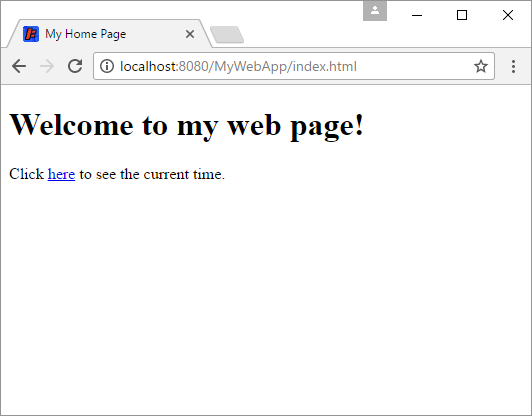 My Home Page
localhost:8080/MyWebApp/index.html
Welcome to my web page!
Click here to see the current time.